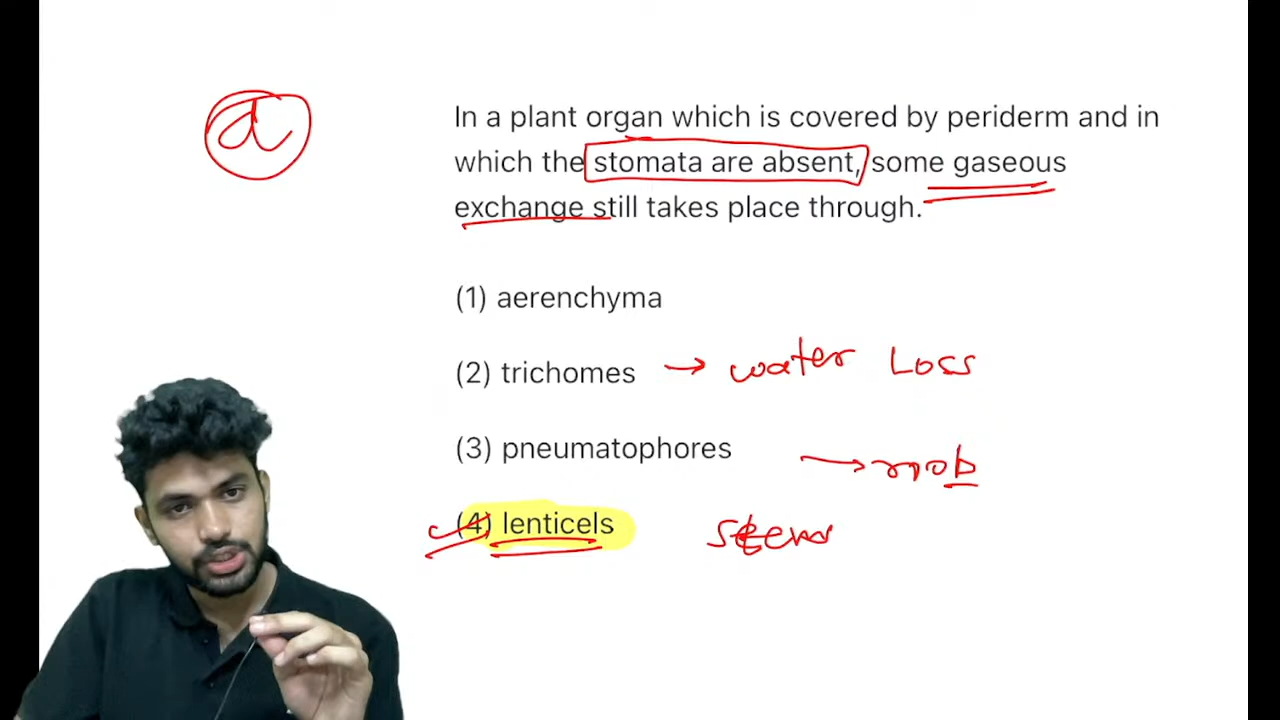 d
In a plant organ which is covered by periderm and in
which the stomata are absent, some gaseous
exchange still takes place through.
(1) aerenchyma
(2) trichomes → water Loss
(3) pneumatophores →
(4) lenticels stem